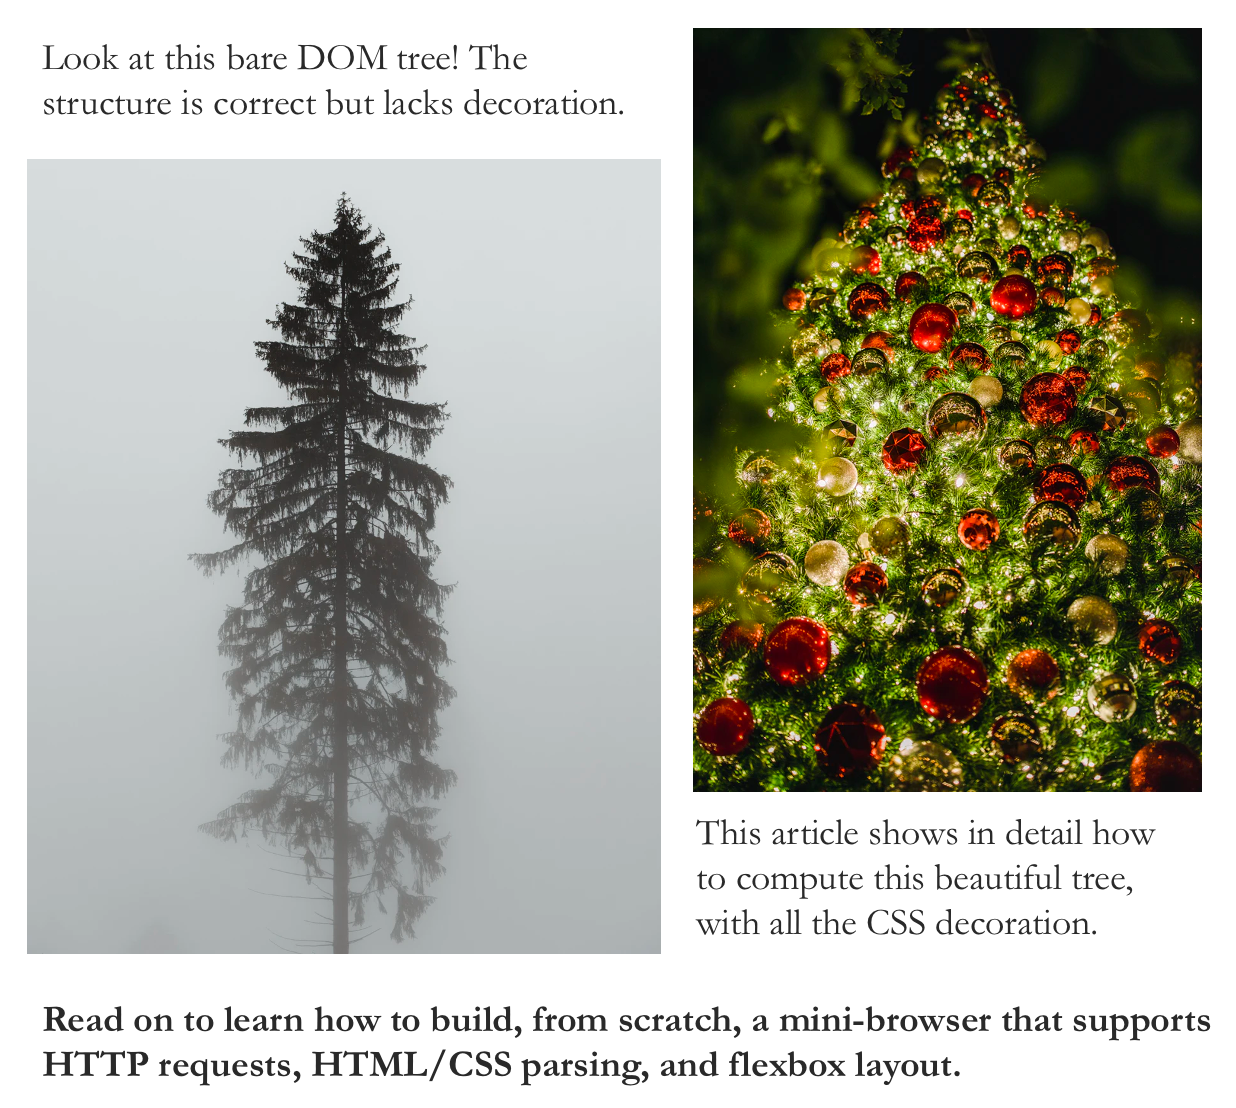 Look at this bare DOM tree! The
structure is correct but lacks decoration.
This article shows in detail how
to compute this beautiful tree,
with all the CSS decoration.
Read on to learn how to build, from scratch, a mini-browser that supports
HTTP requests, HTML/CSS parsing, and flexbox layout.